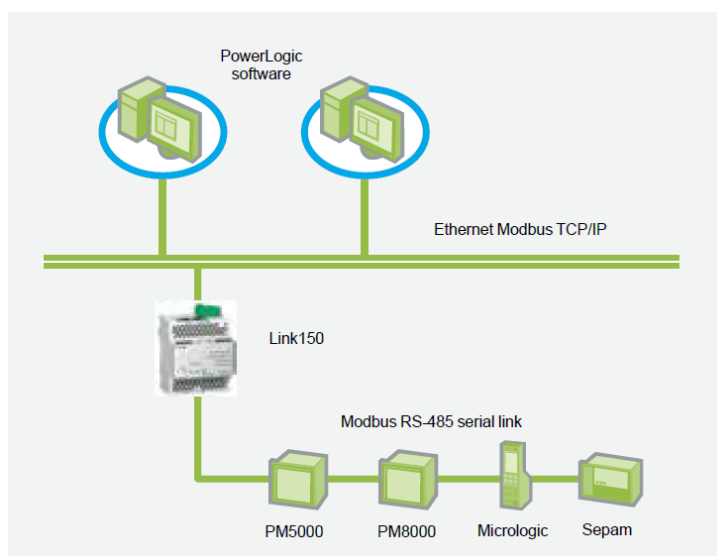 PowerLogic
software
Ethernet Modbus TCP/IP
Link150
Modbus RS-485 serial link
PM5000
PM8000
Micrologic
Sepam